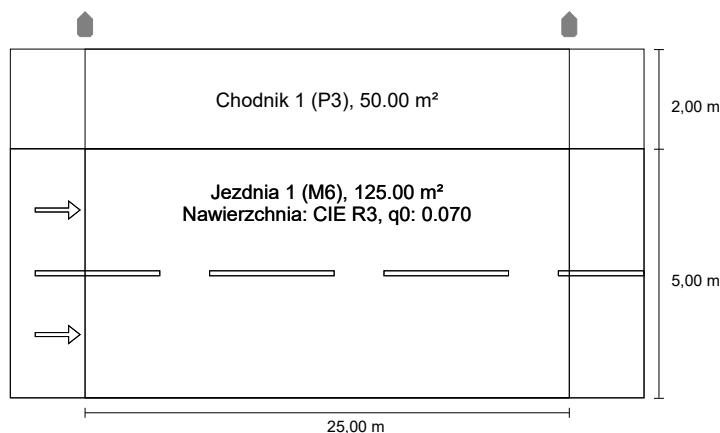 Chodnik 1 (P3), 50.00 m²
2,00 m
Jezdnia 1 (M6), 125.00 m²
Nawierzchnia: CIE R3, q0: 0.070
5,00 m
25,00 m